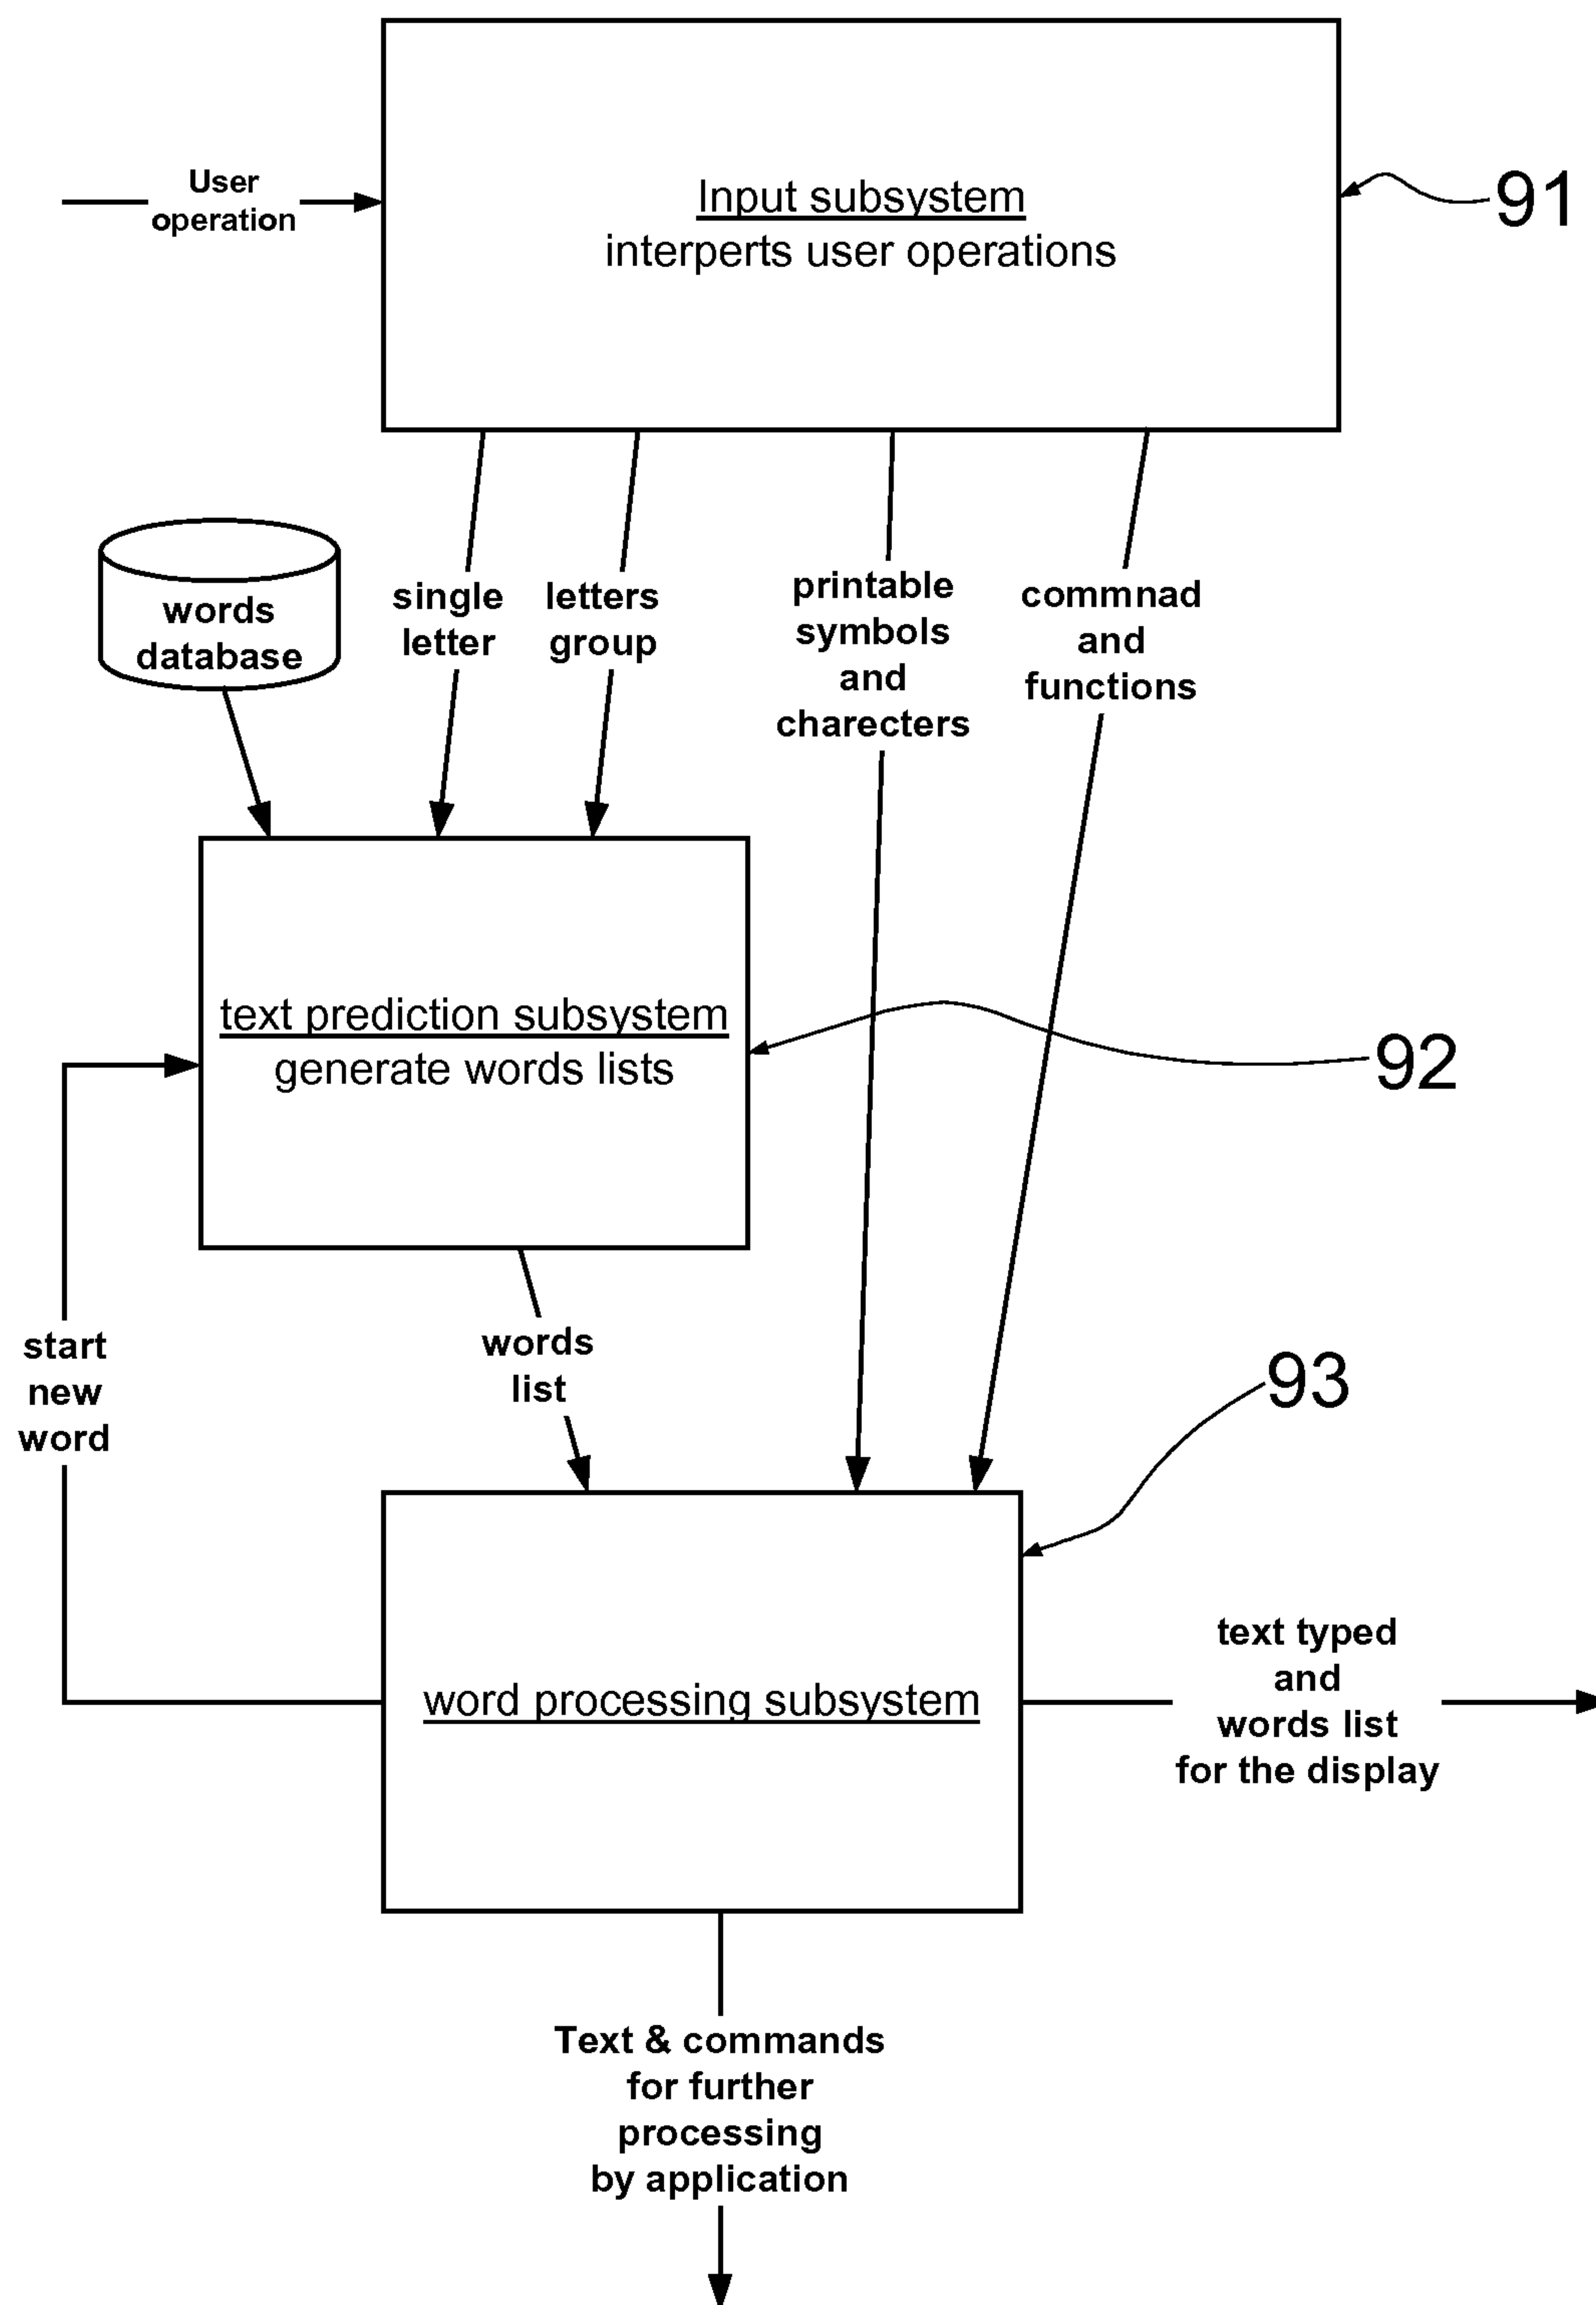 User
operation
Input subsystem
interperts user operations
91
words
database
single
letter
letters
group
printable
symbols
and
charecters
commnad
and
functions
text prediction subsystem
generate words lists
92
start
new
word
words
list
93
word processing subsystem
text typed
and
words list
for the display
Text & commands
for further
processing
by application